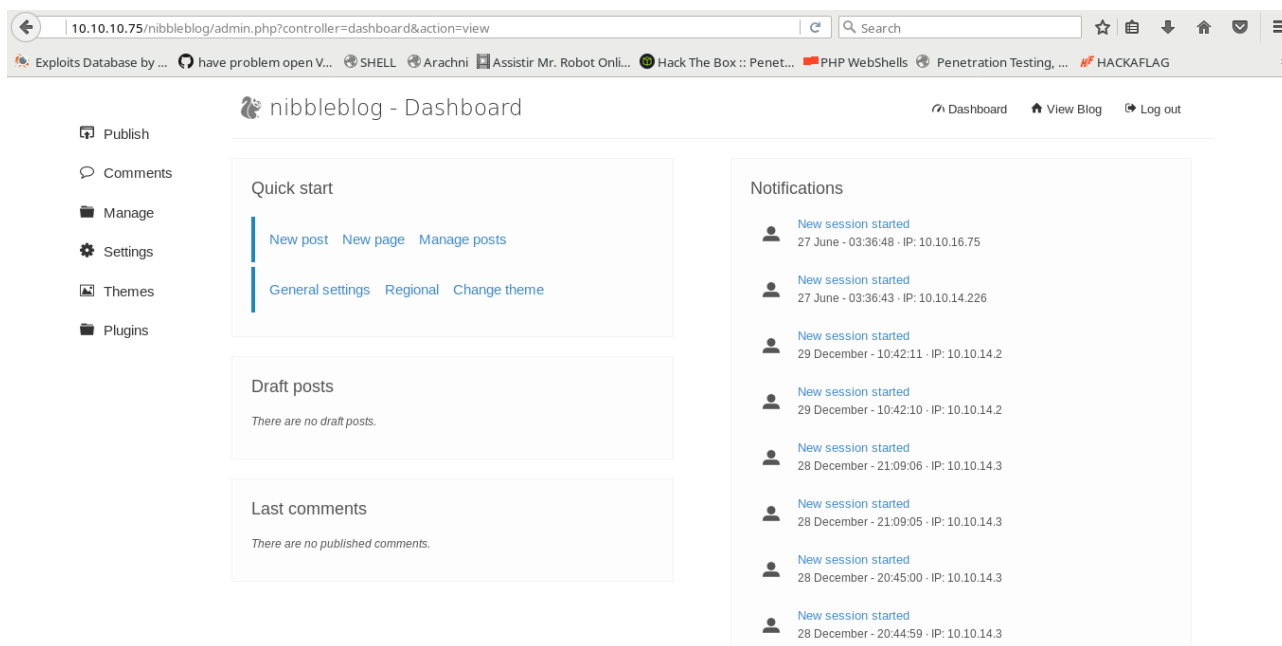 10.10.10.75/nibbleblog/admin.php?controller=dashboard&action=view
Search
Exploits Database by ... have problem open V... SHELL Arachni Assistir Mr. Robot Onli... Hack The Box :: Penet... PHP WebShells Penetration Testing, ... HF HACKAFLAG
nibbleblog - Dashboard
Dashboard View Blog Log out
Publish
Comments
Manage
Settings
Themes
Plugins
Quick start
New post New page Manage posts
General settings Regional Change theme
Draft posts
There are no draft posts.
Last comments
There are no published comments.
Notifications
New session started
27 June - 03:36:48 · IP: 10.10.16.75
New session started
27 June - 03:36:43 · IP: 10.10.14.226
New session started
29 December - 10:42:11 · IP: 10.10.14.2
New session started
29 December - 10:42:10 · IP: 10.10.14.2
New session started
28 December - 21:09:06 · IP: 10.10.14.3
New session started
28 December - 21:09:05 · IP: 10.10.14.3
New session started
28 December - 20:45:00 · IP: 10.10.14.3
New session started
28 December - 20:44:59 · IP: 10.10.14.3